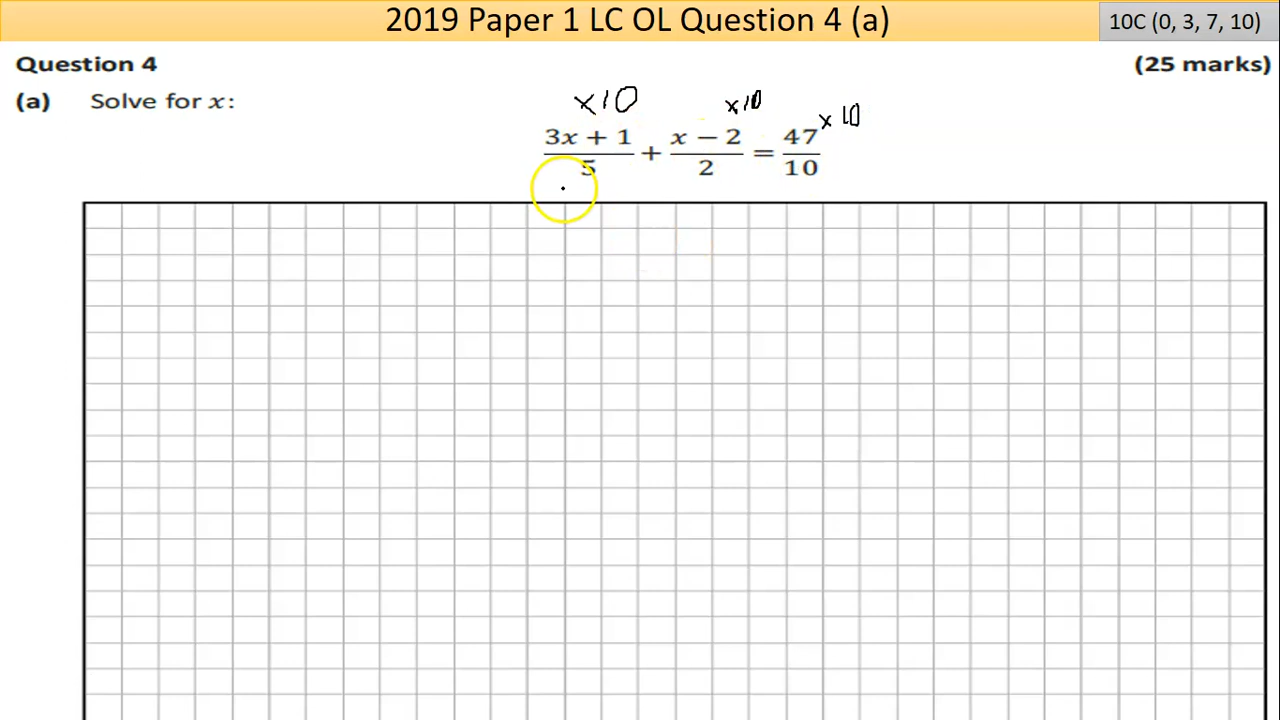 2019 Paper 1 LC OL Question 4 (a)
10C (0, 3, 7, 10)
Question 4
(25 marks)
(a) Solve for x:
×10 ×10 ×10
3x + 1 / 5 + x − 2 / 2 = 47 / 10